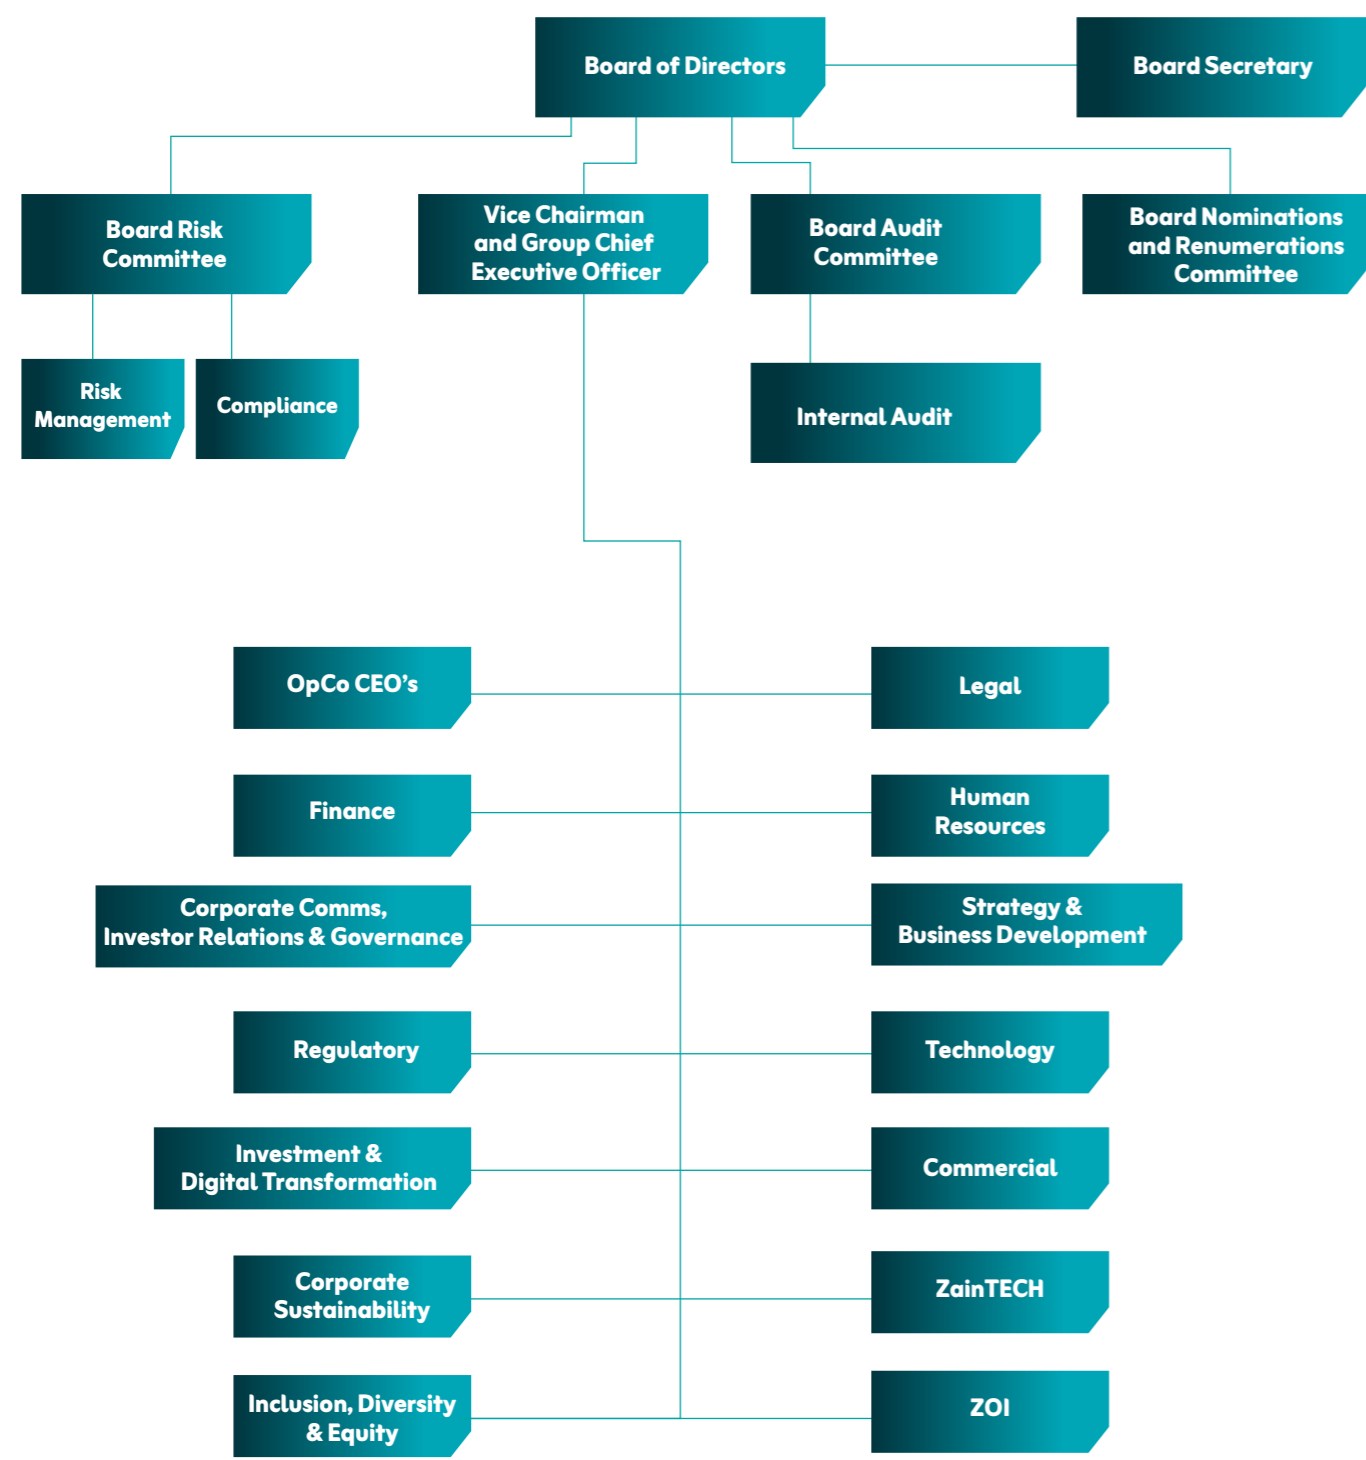 Board of Directors
Board Secretary
Board Risk
Committee
Vice Chairman
and Group Chief
Executive Officer
Board Audit
Committee
Board Nominations
and Renumerations
Committee
Risk
Management
Compliance
Internal Audit
OpCo CEO’s
Legal
Finance
Human
Resources
Corporate Comms,
Investor Relations & Governance
Strategy &
Business Development
Regulatory
Technology
Investment &
Digital Transformation
Commercial
Corporate
Sustainability
ZainTECH
Inclusion, Diversity
& Equity
ZOI